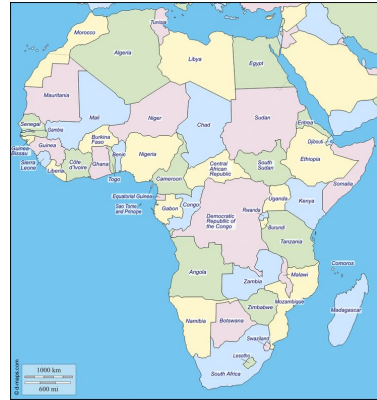 Morocco
Tunisia
Algeria
Libya
Egypt
Mauritania
Mali
Niger
Chad
Sudan
Eritrea
Senegal
Gambia
Guinea
Bissau
Guinea
Sierra
Leone
Liberia
Côte
d'Ivoire
Burkina
Faso
Ghana
Togo
Benin
Nigeria
Cameroon
Central
African
Republic
South
Sudan
Djibouti
Ethiopia
Somalia
Equatorial Guinea
Sao Tome
and Principe
Gabon
Congo
Democratic
Republic of
the Congo
Uganda
Kenya
Rwanda
Burundi
Tanzania
Comoros
Angola
Zambia
Malawi
Mozambique
Zimbabwe
Madagascar
Namibia
Botswana
Swaziland
Lesotho
South Africa
1000 km
600 mi
© d-maps.com